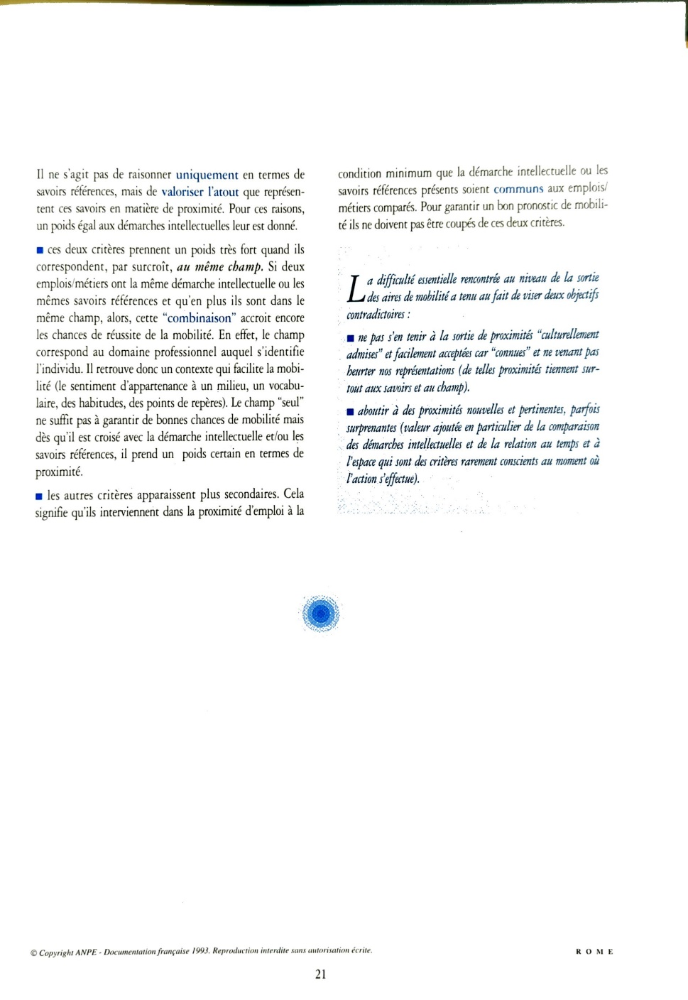 Il ne s'agit pas de raisonner uniquement en termes de
savoirs références, mais de valoriser l'atout que représen-
tent ces savoirs en matière de proximité. Pour ces raisons,
un poids égal aux démarches intellectuelles leur est donné.
■ ces deux critères prennent un poids très fort quand ils
correspondent, par surcroît, au même champ. Si deux
emplois/métiers ont la même démarche intellectuelle ou les
mêmes savoirs références et qu'en plus ils sont dans le
même champ, alors, cette “combinaison” accroit encore
les chances de réussite de la mobilité. En effet, le champ
correspond au domaine professionnel auquel s'identifie
l'individu. Il retrouve donc un contexte qui facilite la mobi-
lité (le sentiment d'appartenance à un milieu, un vocabu-
laire, des habitudes, des points de repères). Le champ “seul”
ne suffit pas à garantir de bonnes chances de mobilité mais
dès qu'il est croisé avec la démarche intellectuelle et/ou les
savoirs références, il prend un poids certain en termes de
proximité.
■ les autres critères apparaissent plus secondaires. Cela
signifie qu'ils interviennent dans la proximité d'emploi à la
condition minimum que la démarche intellectuelle ou les
savoirs références présents soient communs aux emplois/
métiers comparés. Pour garantir un bon pronostic de mobili-
té ils ne doivent pas être coupés de ces deux critères.
La difficulté essentielle rencontrée au niveau de la sortie
des aires de mobilité a tenu au fait de viser deux objectifs
contradictoires :
■ ne pas s'en tenir à la sortie de proximités “culturellement
admises” et facilement acceptées car “connues” et ne venant pas
heurter nos représentations (de telles proximités tiennent sur-
tout aux savoirs et au champ).
■ aboutir à des proximités nouvelles et pertinentes, parfois
surprenantes (valeur ajoutée en particulier de la comparaison
des démarches intellectuelles et de la relation au temps et à
l'espace qui sont des critères rarement conscients au moment où
l'action s'effectue).
© Copyright ANPE - Documentation française 1993. Reproduction interdite sans autorisation écrite.
ROME
21